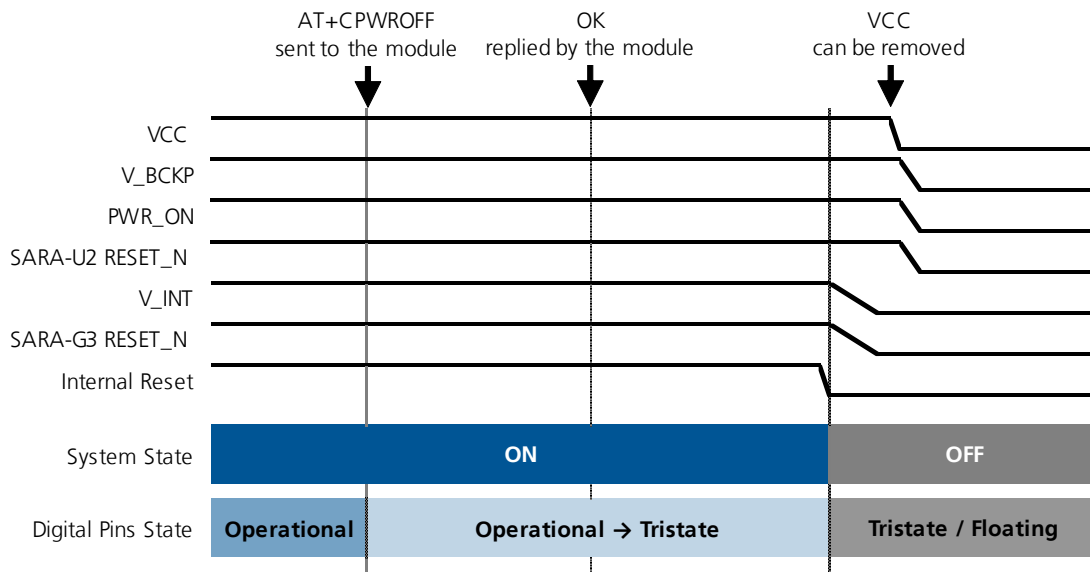 AT+CPWROFF
sent to the module
OK
replied by the module
VCC
can be removed
VCC
V_BCKP
PWR_ON
SARA-U2 RESET_N
V_INT
SARA-G3 RESET_N
Internal Reset
System State
ON
OFF
Digital Pins State
Operational
Operational → Tristate
Tristate / Floating